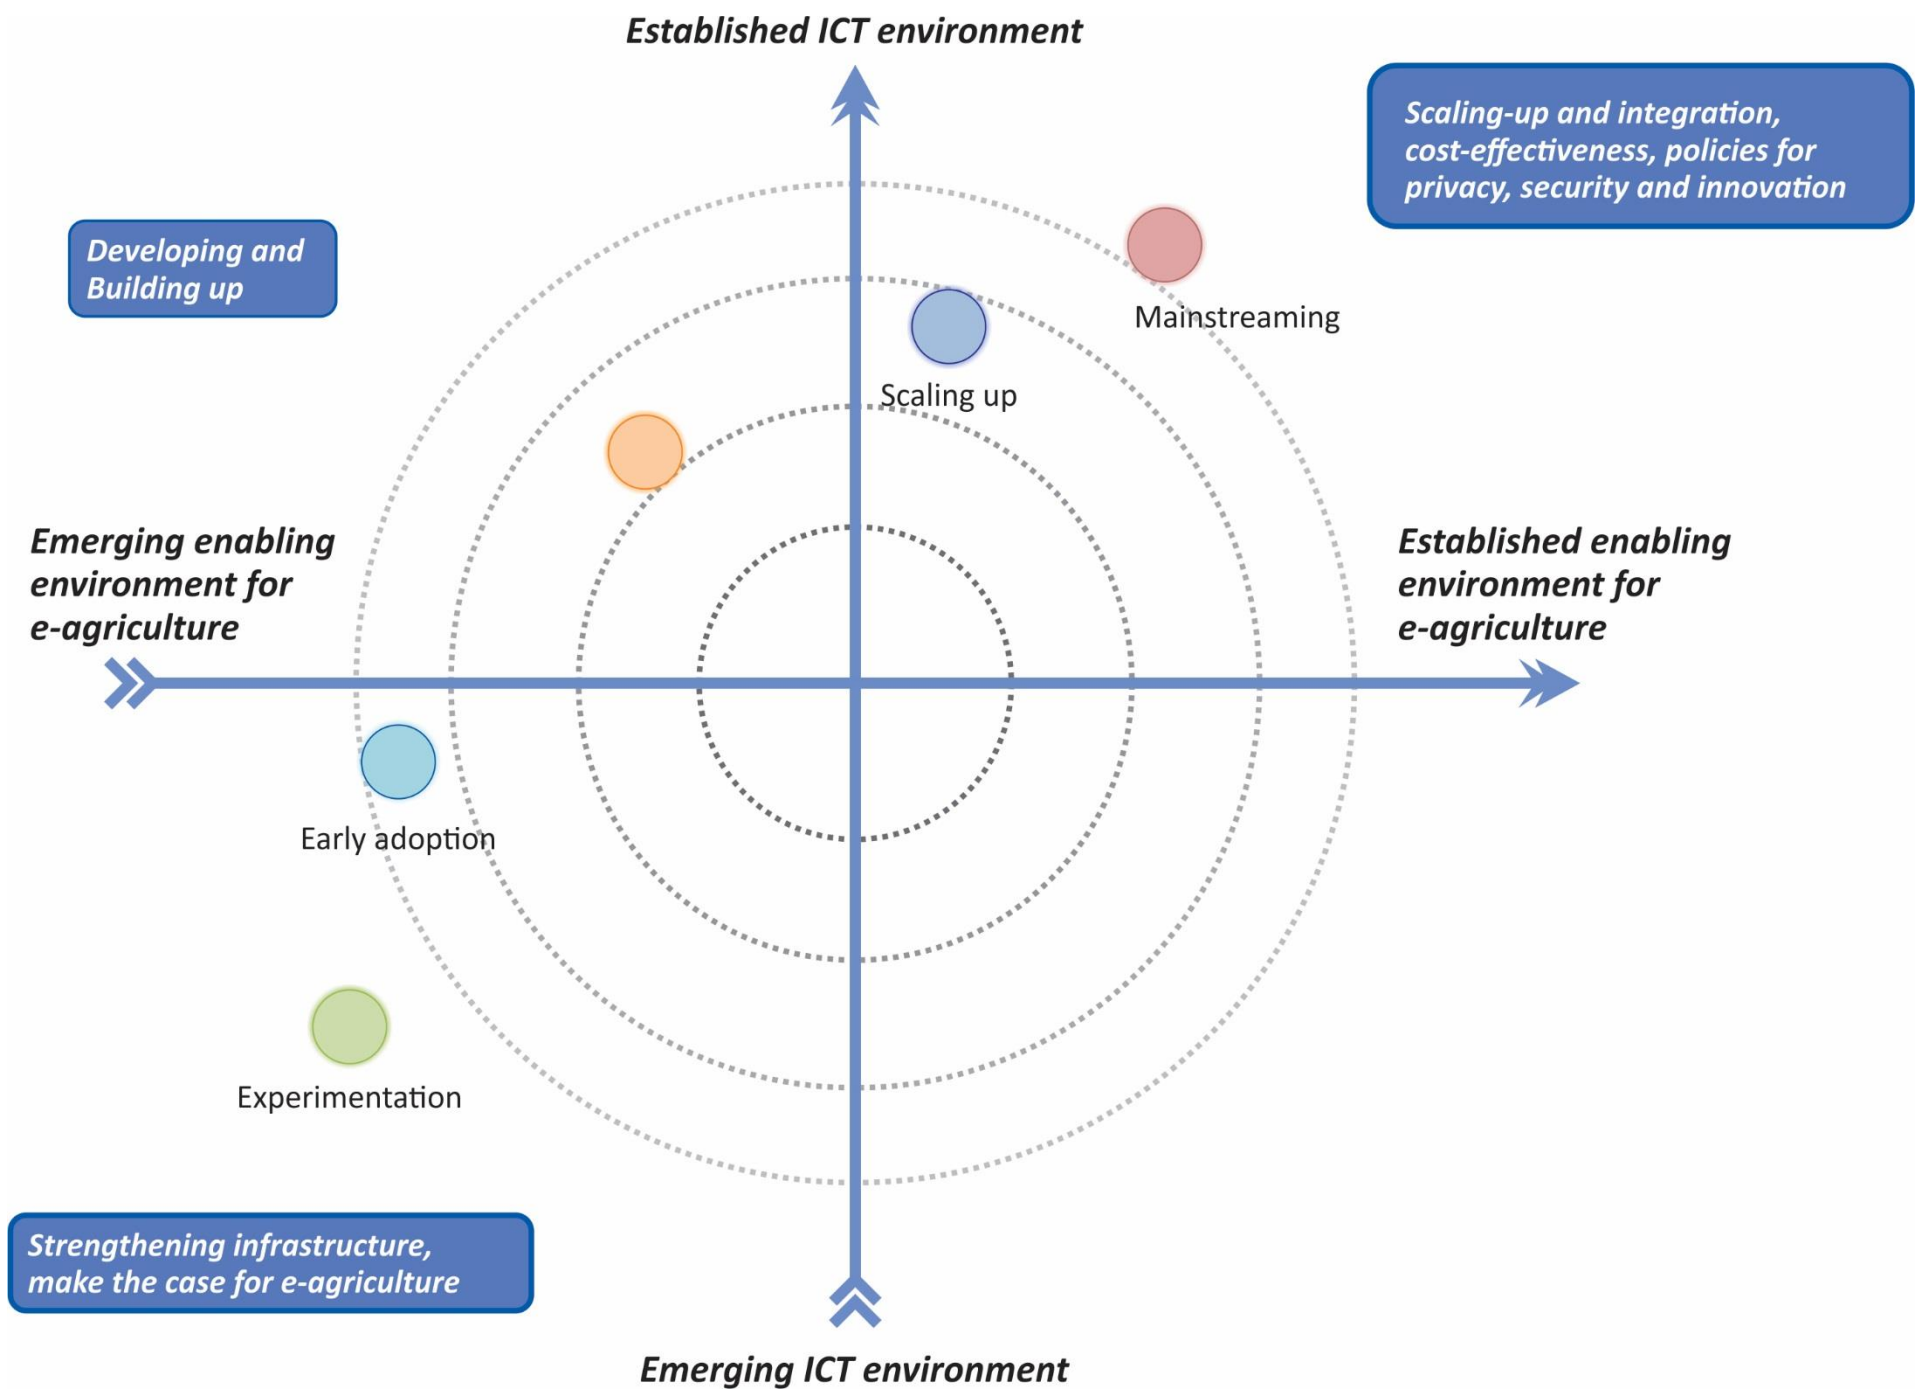 Established ICT environment
Scaling-up and integration,
cost-effectiveness, policies for
privacy, security and innovation
Developing and
Building up
Mainstreaming
Scaling up
Emerging enabling
environment for
e-agriculture
Established enabling
environment for
e-agriculture
Early adoption
Experimentation
Strengthening infrastructure,
make the case for e-agriculture
Emerging ICT environment